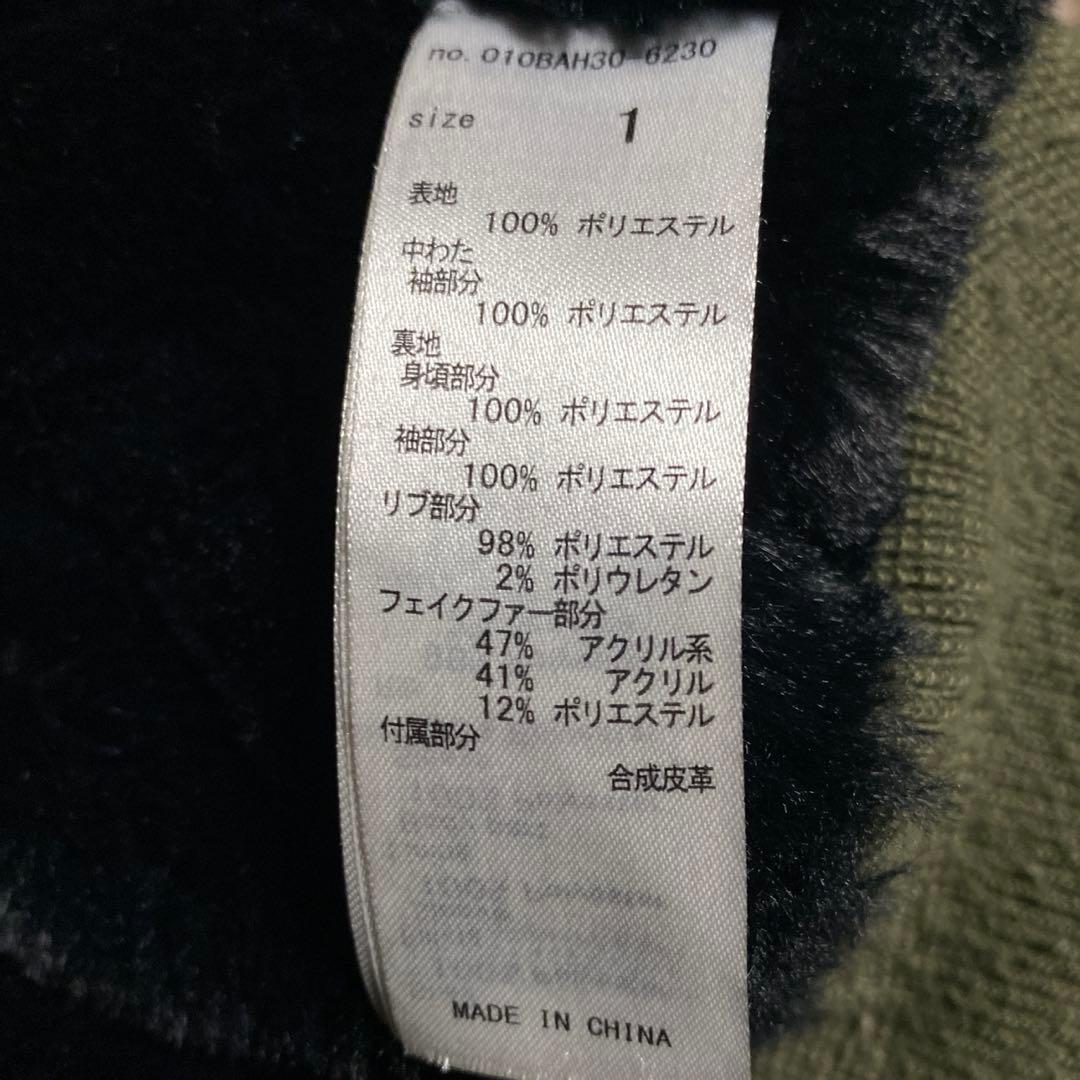 no. 010BAH30-6230
size 1
表地
100% ポリエステル
中わた
袖部分
100% ポリエステル
裏地
身頃部分
100% ポリエステル
袖部分
100% ポリエステル
リブ部分
98% ポリエステル
2% ポリウレタン
フェイクファー部分
47% アクリル系
41% アクリル
12% ポリエステル
付属部分
合成皮革
MADE IN CHINA